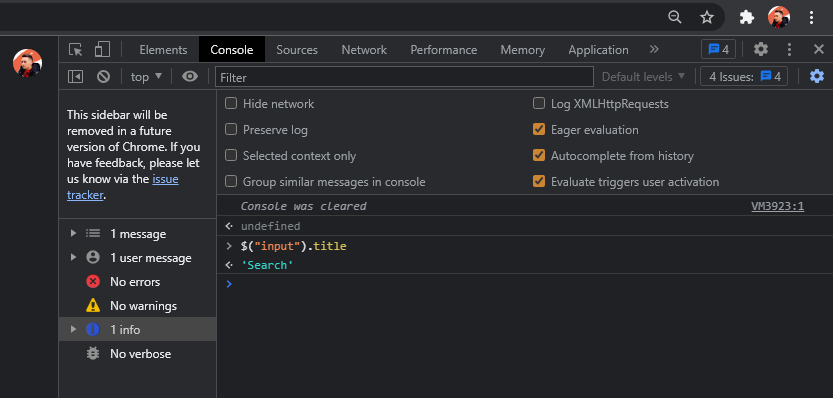 Elements Console Sources Network Performance Memory Application » 4
top Filter Default levels 4 Issues: 4
This sidebar will be
removed in a future
version of Chrome. If you
have feedback, please let
us know via the issue
tracker.
1 message
1 user message
No errors
No warnings
1 info
No verbose
Hide network Log XMLHttpRequests
Preserve log Eager evaluation
Selected context only Autocomplete from history
Group similar messages in console Evaluate triggers user activation
Console was cleared VM3923:1
undefined
$("input").title
'Search'